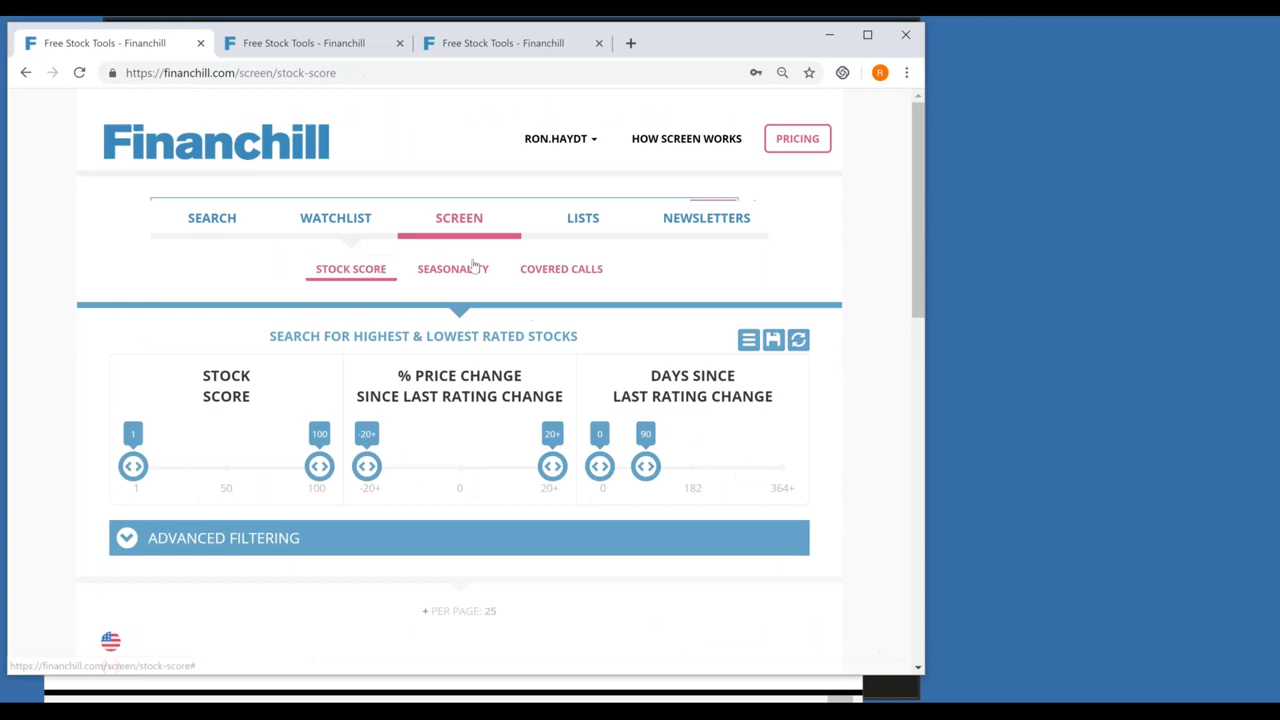 Free Stock Tools - Financhill
Free Stock Tools - Financhill
Free Stock Tools - Financhill
https://financhill.com/screen/stock-score
R
Financhill
RON.HAYDT
HOW SCREEN WORKS
PRICING
SEARCH
WATCHLIST
SCREEN
LISTS
NEWSLETTERS
STOCK SCORE
SEASONALITY
COVERED CALLS
SEARCH FOR HIGHEST & LOWEST RATED STOCKS
STOCK
SCORE
1
100
1
50
100
% PRICE CHANGE
SINCE LAST RATING CHANGE
-20+
20+
-20+
0
20+
DAYS SINCE
LAST RATING CHANGE
0
90
0
182
364+
ADVANCED FILTERING
+ PER PAGE: 25
https://financhill.com/screen/stock-score#